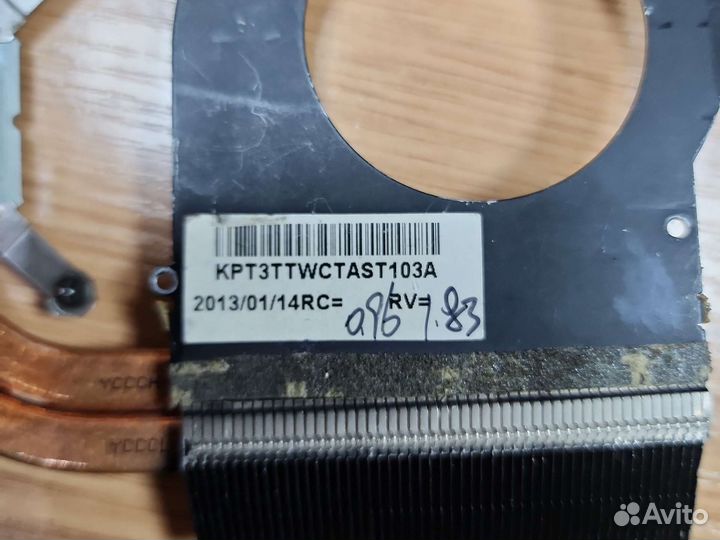 KPT3TTWCTAST103A
2013/01/14RC= 0.96 RV= 7.83
Avito